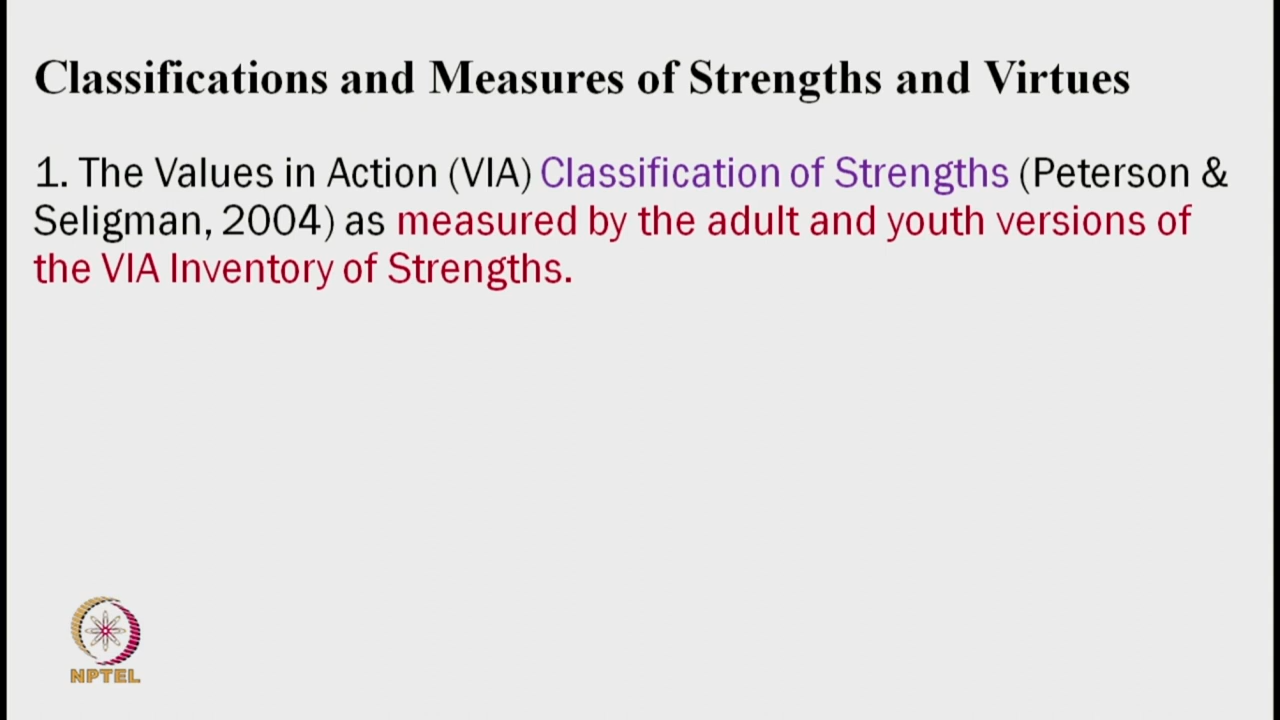 Classifications and Measures of Strengths and Virtues
1. The Values in Action (VIA) Classification of Strengths (Peterson &
Seligman, 2004) as measured by the adult and youth versions of
the VIA Inventory of Strengths.
NPTEL